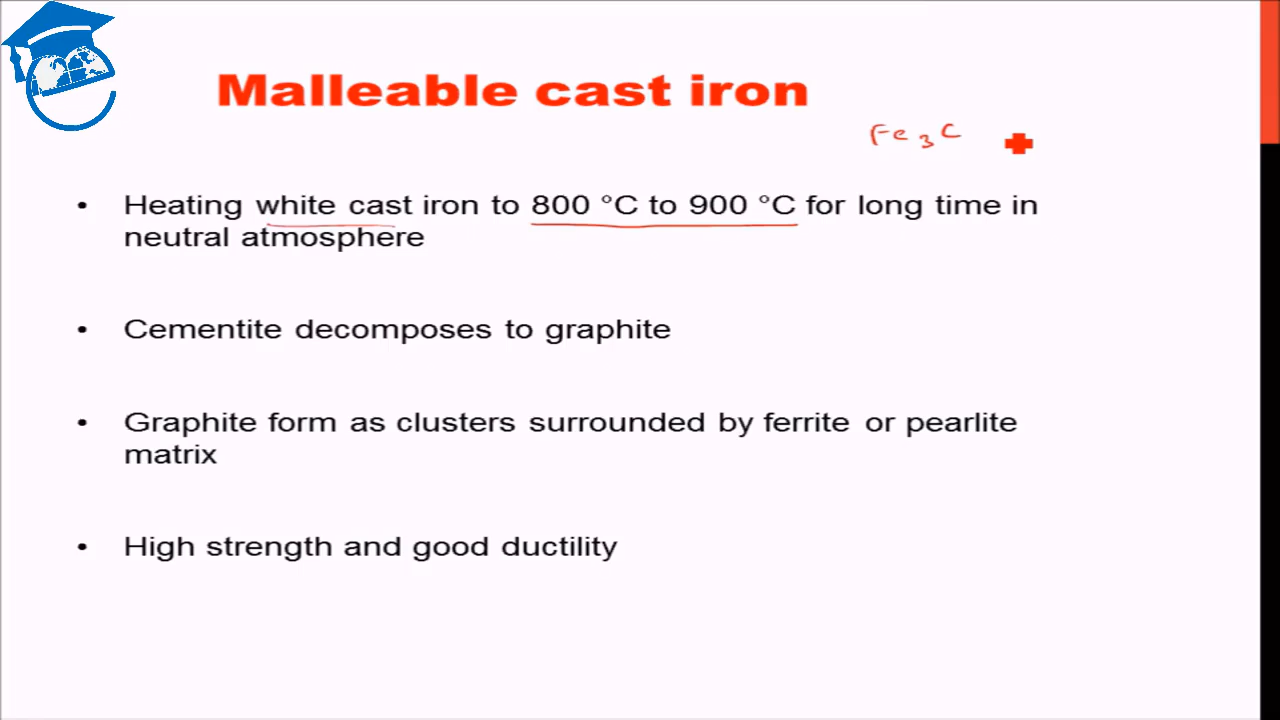 Malleable cast iron
Fe3C
• Heating white cast iron to 800 °C to 900 °C for long time in
neutral atmosphere
• Cementite decomposes to graphite
• Graphite form as clusters surrounded by ferrite or pearlite
matrix
• High strength and good ductility